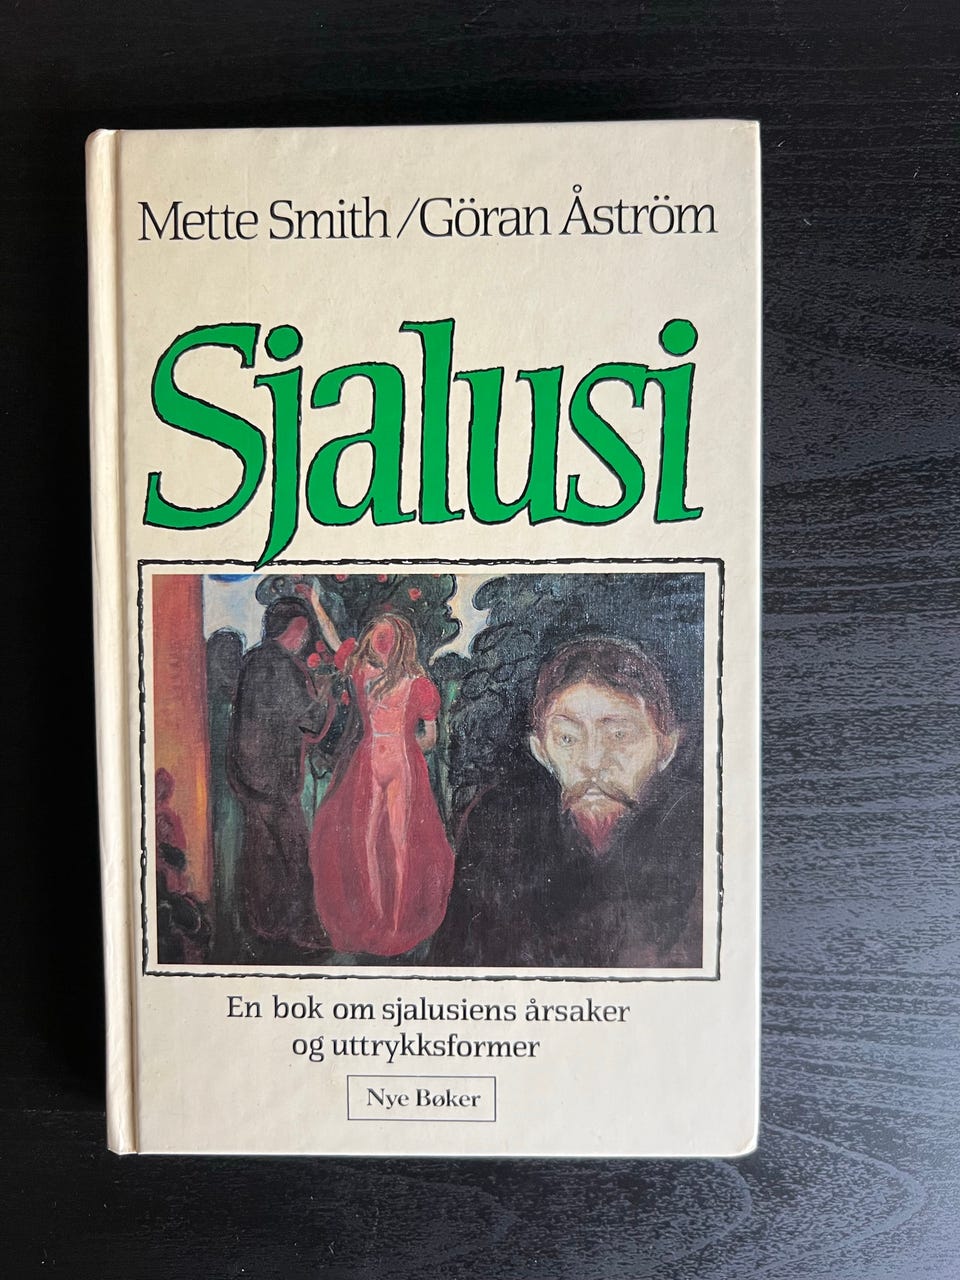 Mette Smith/Göran Åström
Sjalusi
En bok om sjalusiens årsaker
og uttrykksformer
Nye Bøker